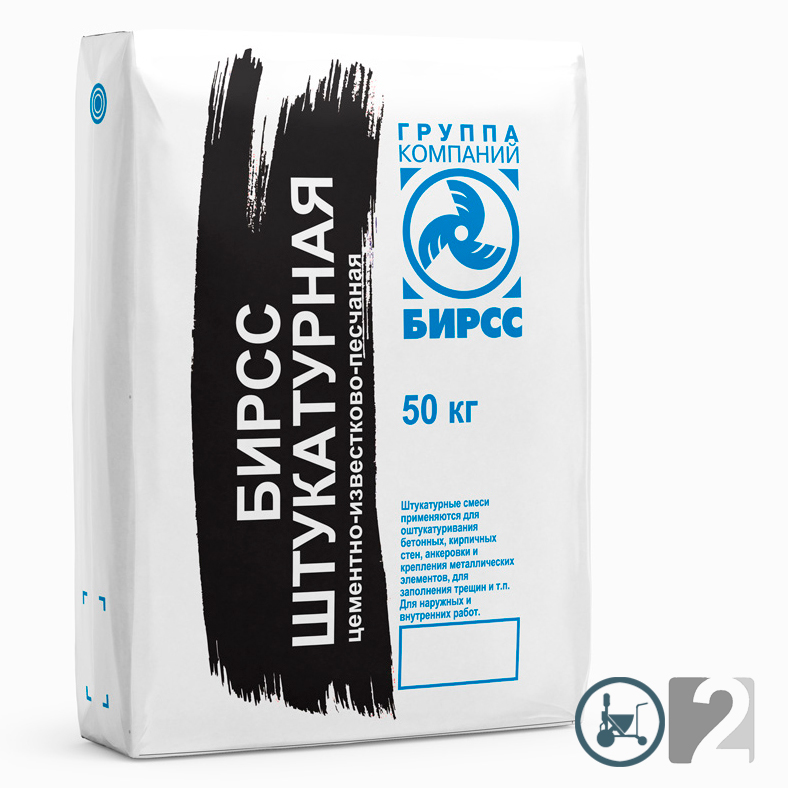 БИРСС
ШТУКАТУРНАЯ
цементно-известково-песчаная
ГРУППА
КОМПАНИЙ
БИРСС
50 кг
Штукатурные смеси
применяются для
оштукатуривания
бетонных, кирпичных
стен, анкеровки и
крепления металлических
элементов, для
заполнения трещин и т.п.
Для наружных и
внутренних работ.
2